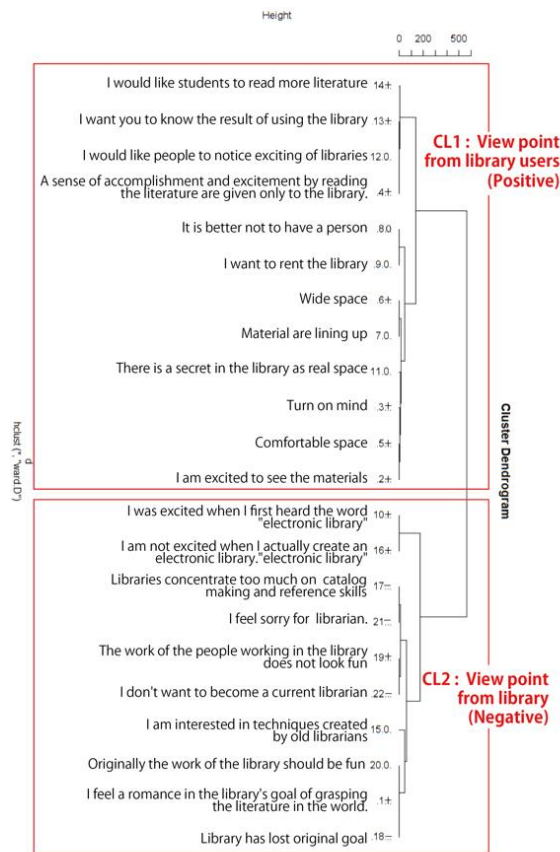 Height
0 200 500
I would like students to read more literature 14+
I want you to know the result of using the library 13+
I would like people to notice exciting of libraries 12.0.
A sense of accomplishment and excitement by reading
the literature are given only to the library. .4+
It is better not to have a person .8.0
I want to rent the library .9.0.
Wide space .6+
Material are lining up 7.0.
There is a secret in the library as real space 11.0.
Turn on mind .3+
Comfortable space .5+
I am excited to see the materials .2+
CL1 : View point
from library users
(Positive)
I was excited when I first heard the word
"electronic library" 10+
I am not excited when I actually create an
electronic library."electronic library" 16+
Libraries concentrate too much on catalog
making and reference skills 17−
I feel sorry for librarian. 21−
The work of the people working in the library
does not look fun 19+
I don't want to become a current librarian .22−
I am interested in techniques created
by old librarians 15.0.
Originally the work of the library should be fun 20.0.
I feel a romance in the library's goal of grasping
the literature in the world. .1+
Library has lost original goal .18−
CL2 : View point
from library
(Negative)
Cluster Dendrogram
d
hclust (*, "ward.D")